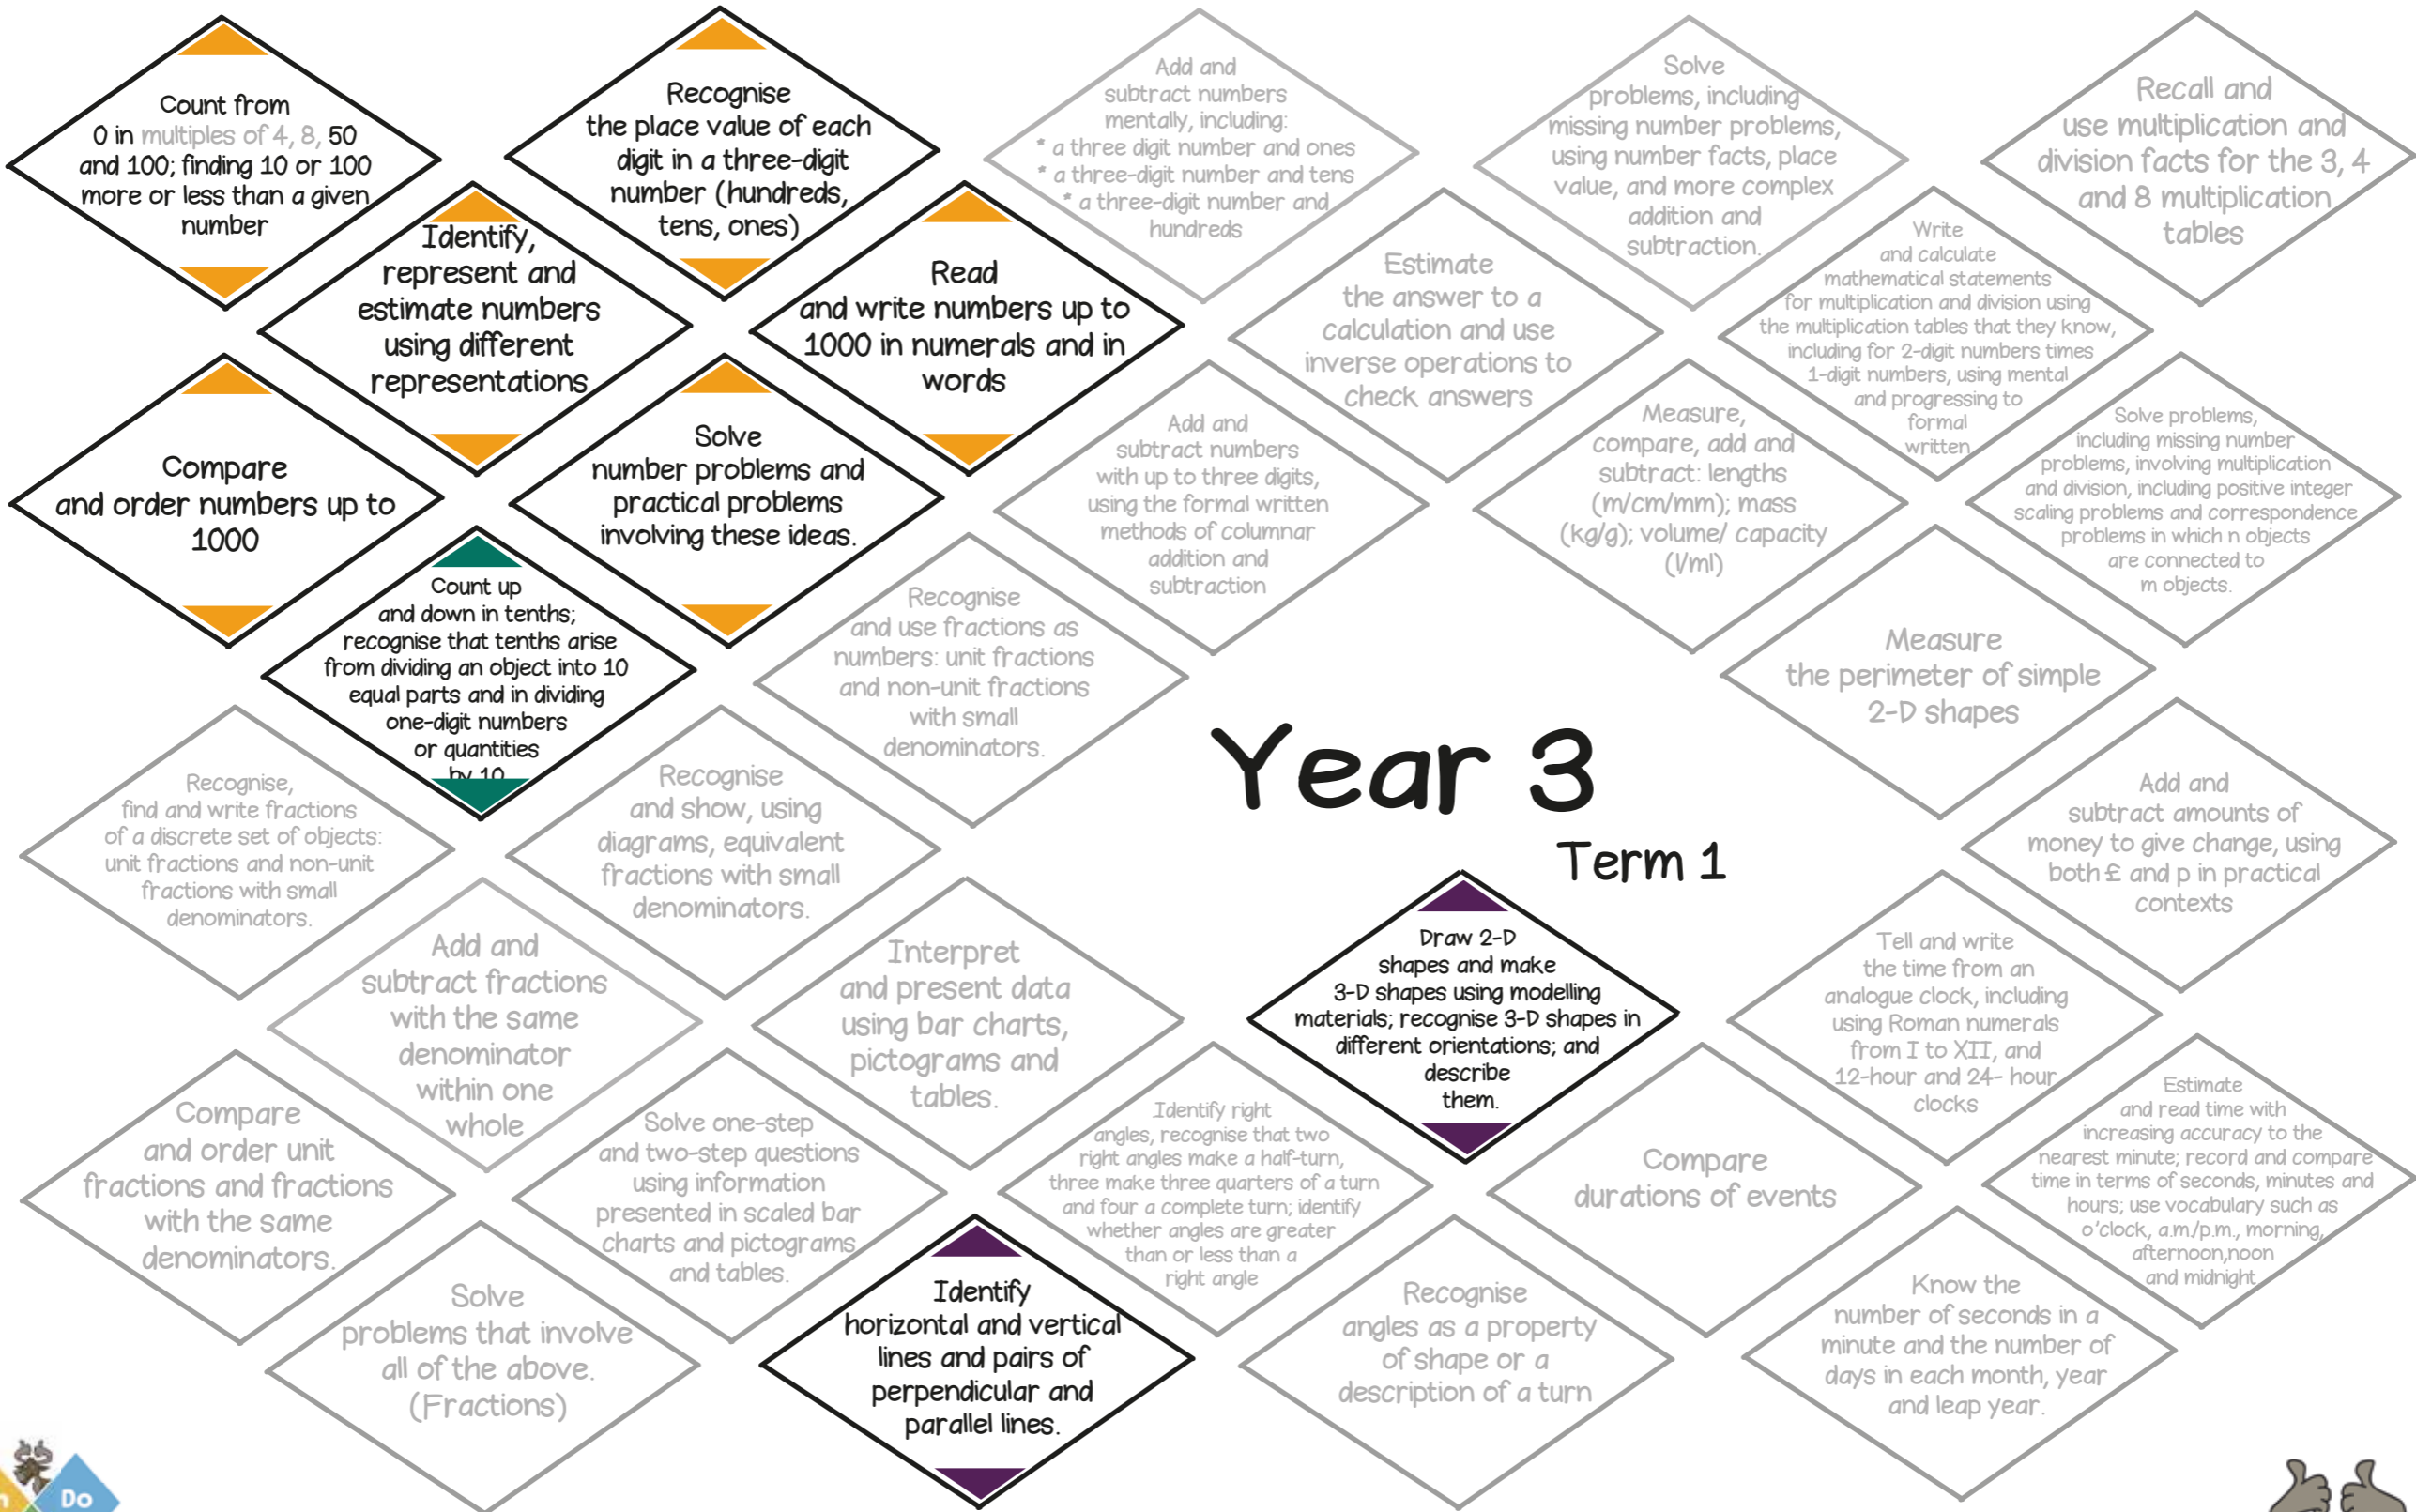 Count from
0 in multiples of 4, 8, 50
and 100; finding 10 or 100
more or less than a given
number
Recognise
the place value of each
digit in a three-digit
number (hundreds,
tens, ones)
Add and
subtract numbers
mentally, including:
* a three digit number and ones
* a three-digit number and tens
* a three-digit number and
hundreds
Solve
problems, including
missing number problems,
using number facts, place
value, and more complex
addition and
subtraction.
Recall and
use multiplication and
division facts for the 3, 4
and 8 multiplication
tables
Identify,
represent and
estimate numbers
using different
representations
Read
and write numbers up to
1000 in numerals and in
words
Estimate
the answer to a
calculation and use
inverse operations to
check answers
Write
and calculate
mathematical statements
for multiplication and division using
the multiplication tables that they know,
including for 2-digit numbers times
1-digit numbers, using mental
and progressing to
formal
written
Compare
and order numbers up to
1000
Solve
number problems and
practical problems
involving these ideas.
Add and
subtract numbers
with up to three digits,
using the formal written
methods of columnar
addition and
subtraction
Measure,
compare, add and
subtract: lengths
(m/cm/mm); mass
(kg/g); volume/ capacity
(l/ml)
Solve problems,
including missing number
problems, involving multiplication
and division, including positive integer
scaling problems and correspondence
problems in which n objects
are connected to
m objects.
Count up
and down in tenths;
recognise that tenths arise
from dividing an object into 10
equal parts and in dividing
one-digit numbers
or quantities
by 10
Recognise
and use fractions as
numbers: unit fractions
and non-unit fractions
with small
denominators.
Measure
the perimeter of simple
2-D shapes
Year 3
Term 1
Recognise,
find and write fractions
of a discrete set of objects:
unit fractions and non-unit
fractions with small
denominators.
Recognise
and show, using
diagrams, equivalent
fractions with small
denominators.
Add and
subtract amounts of
money to give change, using
both £ and p in practical
contexts
Add and
subtract fractions
with the same
denominator
within one
whole
Interpret
and present data
using bar charts,
pictograms and
tables.
Draw 2-D
shapes and make
3-D shapes using modelling
materials; recognise 3-D shapes in
different orientations; and
describe
them.
Tell and write
the time from an
analogue clock, including
using Roman numerals
from I to XII, and
12-hour and 24- hour
clocks
Compare
and order unit
fractions and fractions
with the same
denominators.
Solve one-step
and two-step questions
using information
presented in scaled bar
charts and pictograms
and tables.
Identify right
angles, recognise that two
right angles make a half-turn,
three make three quarters of a turn
and four a complete turn; identify
whether angles are greater
than or less than a
right angle
Compare
durations of events
Estimate
and read time with
increasing accuracy to the
nearest minute; record and compare
time in terms of seconds, minutes and
hours; use vocabulary such as
o'clock, a.m./p.m., morning,
afternoon,noon
and midnight
Solve
problems that involve
all of the above.
(Fractions)
Identify
horizontal and vertical
lines and pairs of
perpendicular and
parallel lines.
Recognise
angles as a property
of shape or a
description of a turn
Know the
number of seconds in a
minute and the number of
days in each month, year
and leap year.
Do